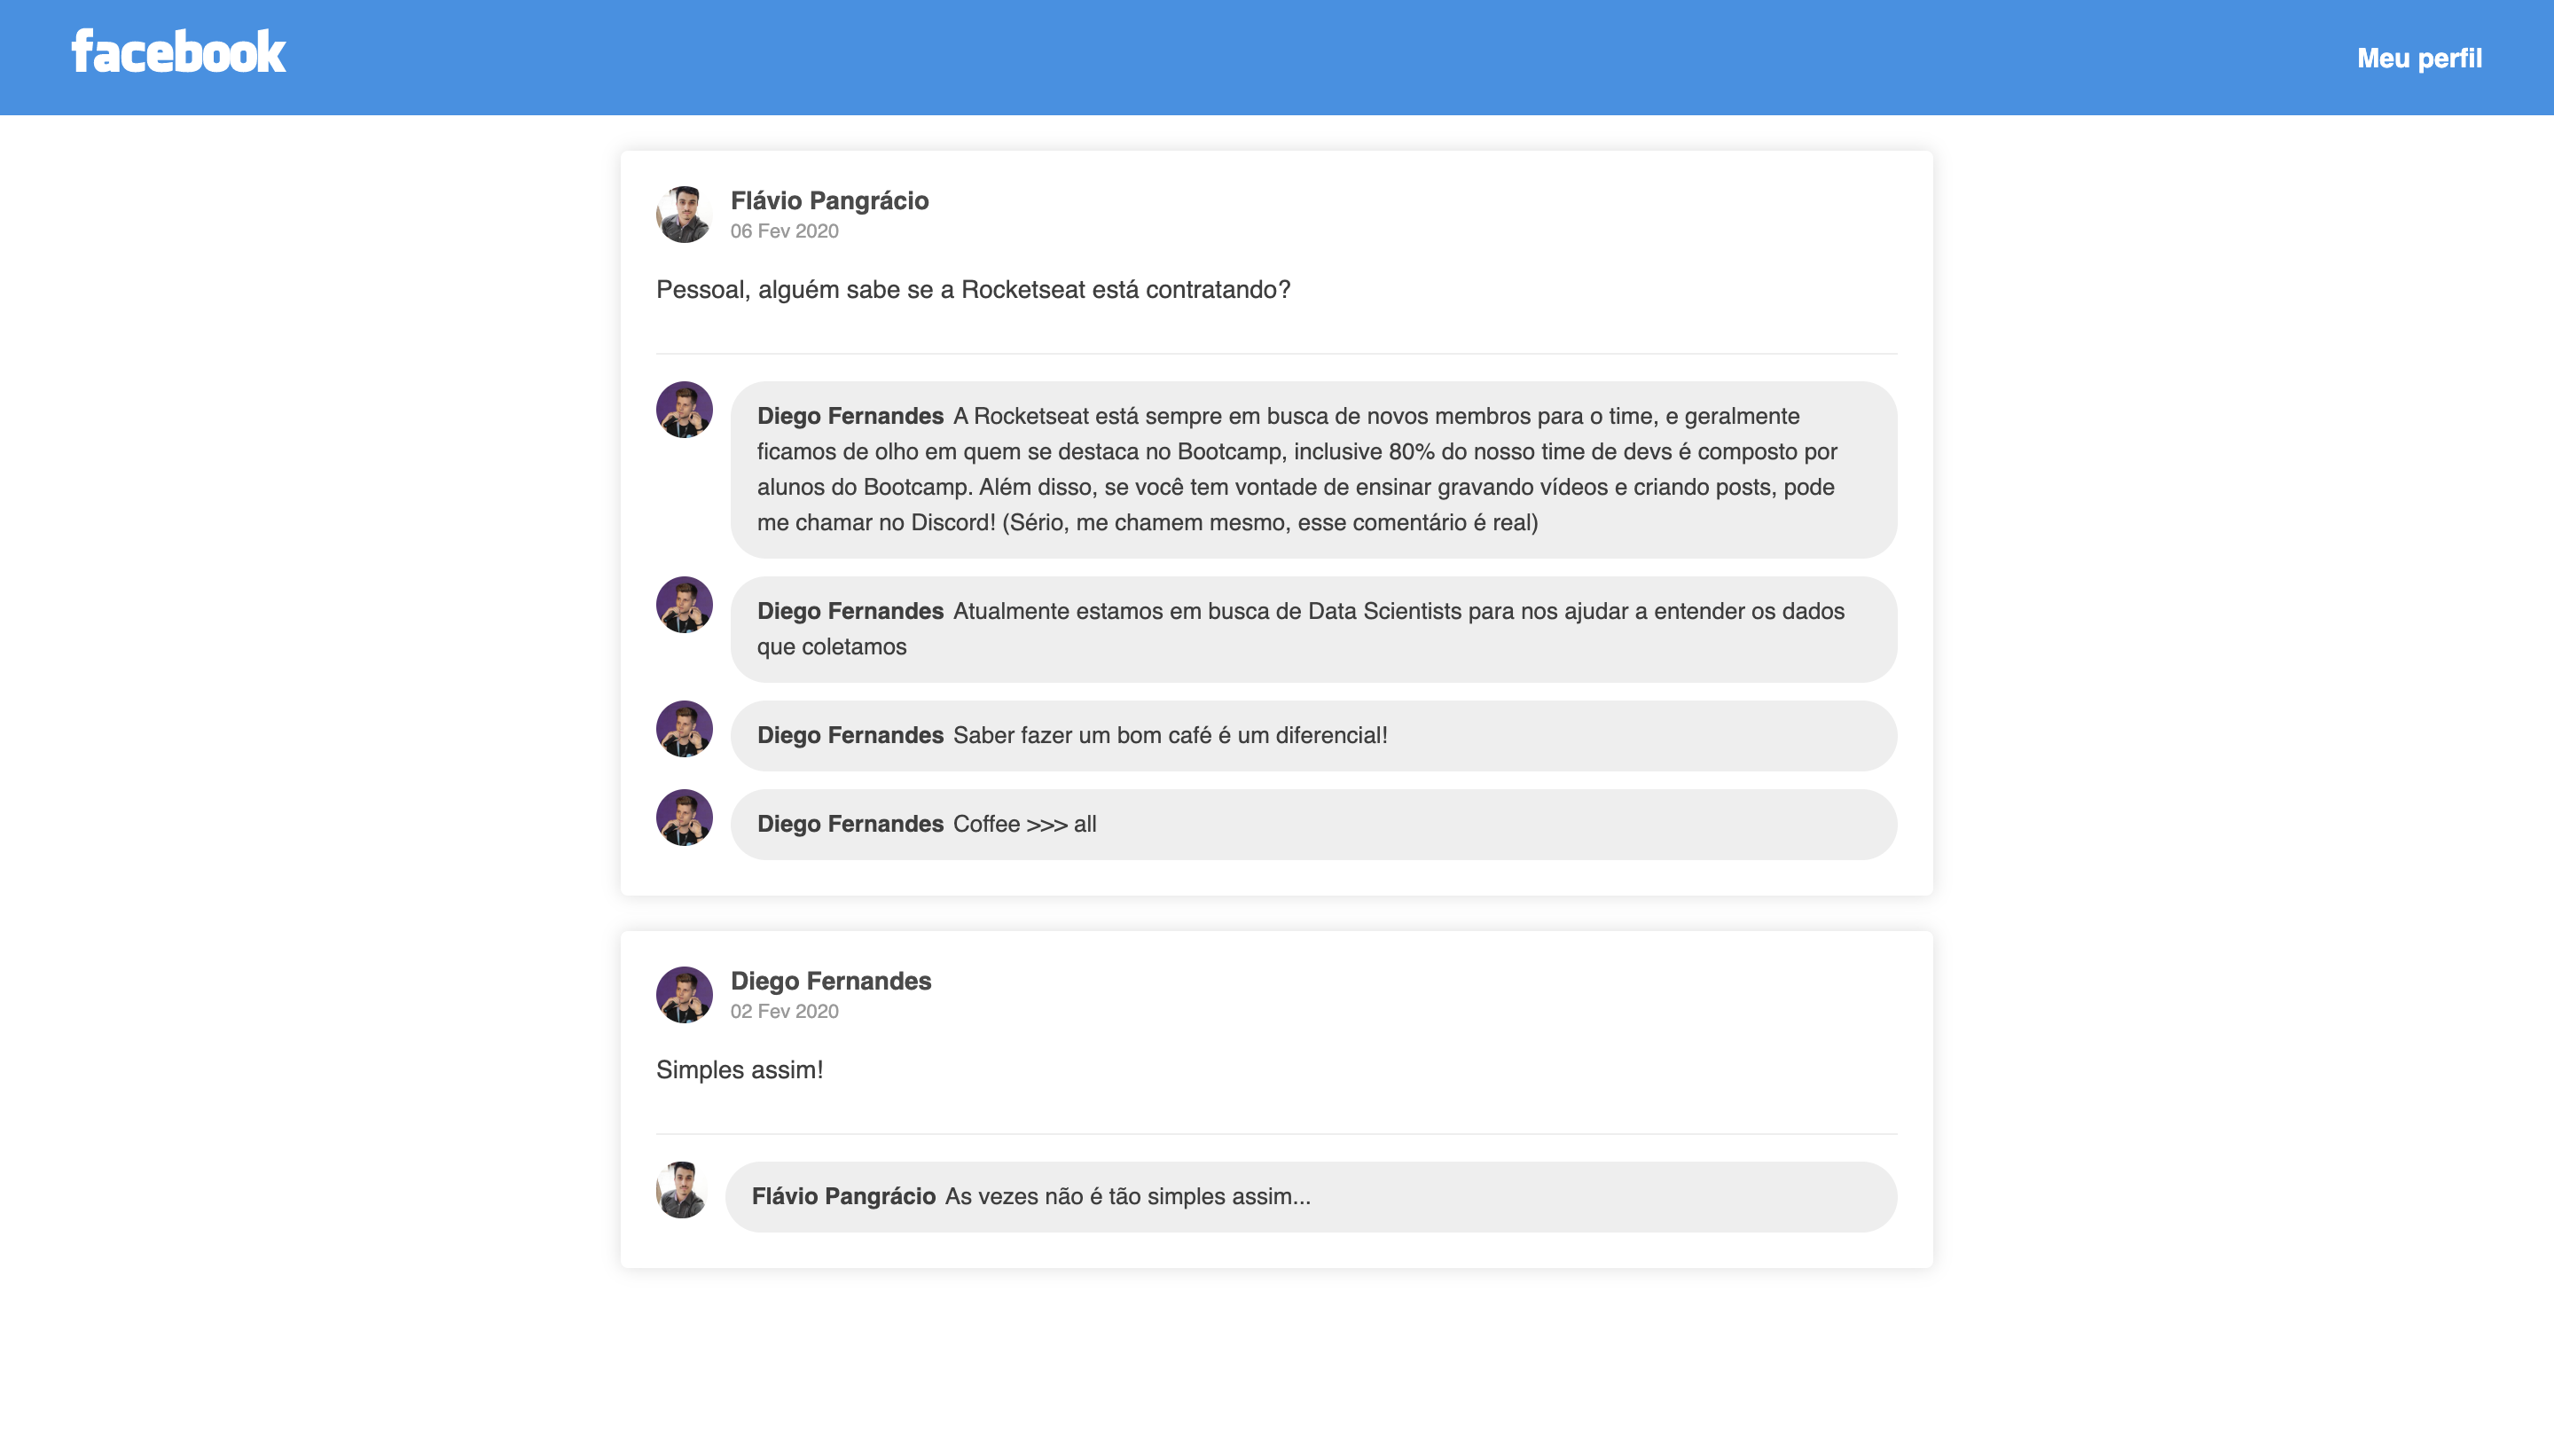 facebook
Meu perfil
Flávio Pangrácio
06 Fev 2020
Pessoal, alguém sabe se a Rocketseat está contratando?
Diego Fernandes A Rocketseat está sempre em busca de novos membros para o time, e geralmente
ficamos de olho em quem se destaca no Bootcamp, inclusive 80% do nosso time de devs é composto por
alunos do Bootcamp. Além disso, se você tem vontade de ensinar gravando vídeos e criando posts, pode
me chamar no Discord! (Sério, me chamem mesmo, esse comentário é real)
Diego Fernandes Atualmente estamos em busca de Data Scientists para nos ajudar a entender os dados
que coletamos
Diego Fernandes Saber fazer um bom café é um diferencial!
Diego Fernandes Coffee >>> all
Diego Fernandes
02 Fev 2020
Simples assim!
Flávio Pangrácio As vezes não é tão simples assim...